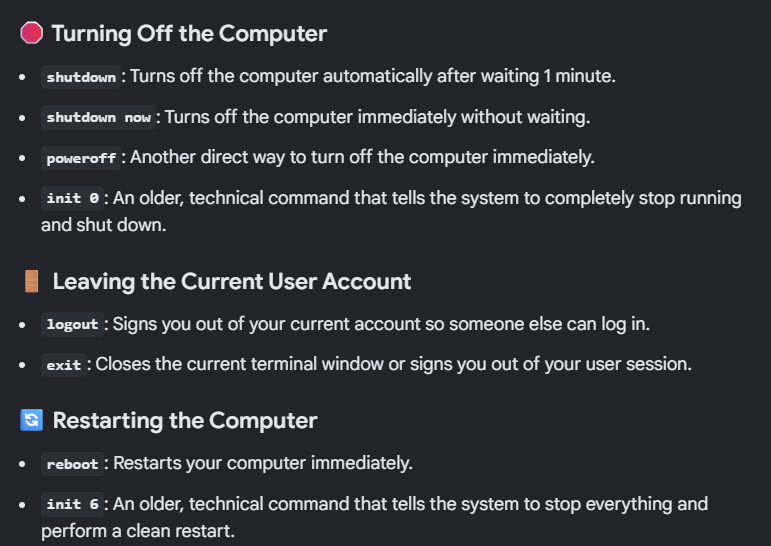 🛑 Turning Off the Computer
• shutdown: Turns off the computer automatically after waiting 1 minute.
• shutdown now: Turns off the computer immediately without waiting.
• poweroff: Another direct way to turn off the computer immediately.
• init 0: An older, technical command that tells the system to completely stop running
and shut down.
🚪 Leaving the Current User Account
• logout: Signs you out of your current account so someone else can log in.
• exit: Closes the current terminal window or signs you out of your user session.
🔄 Restarting the Computer
• reboot: Restarts your computer immediately.
• init 6: An older, technical command that tells the system to stop everything and
perform a clean restart.